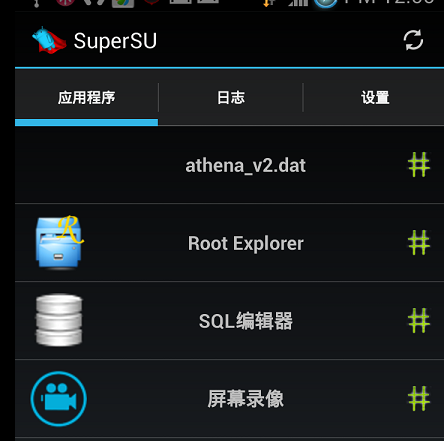 SuperSU
应用程序 日志 设置
athena_v2.dat
Root Explorer
SQL编辑器
屏幕录像